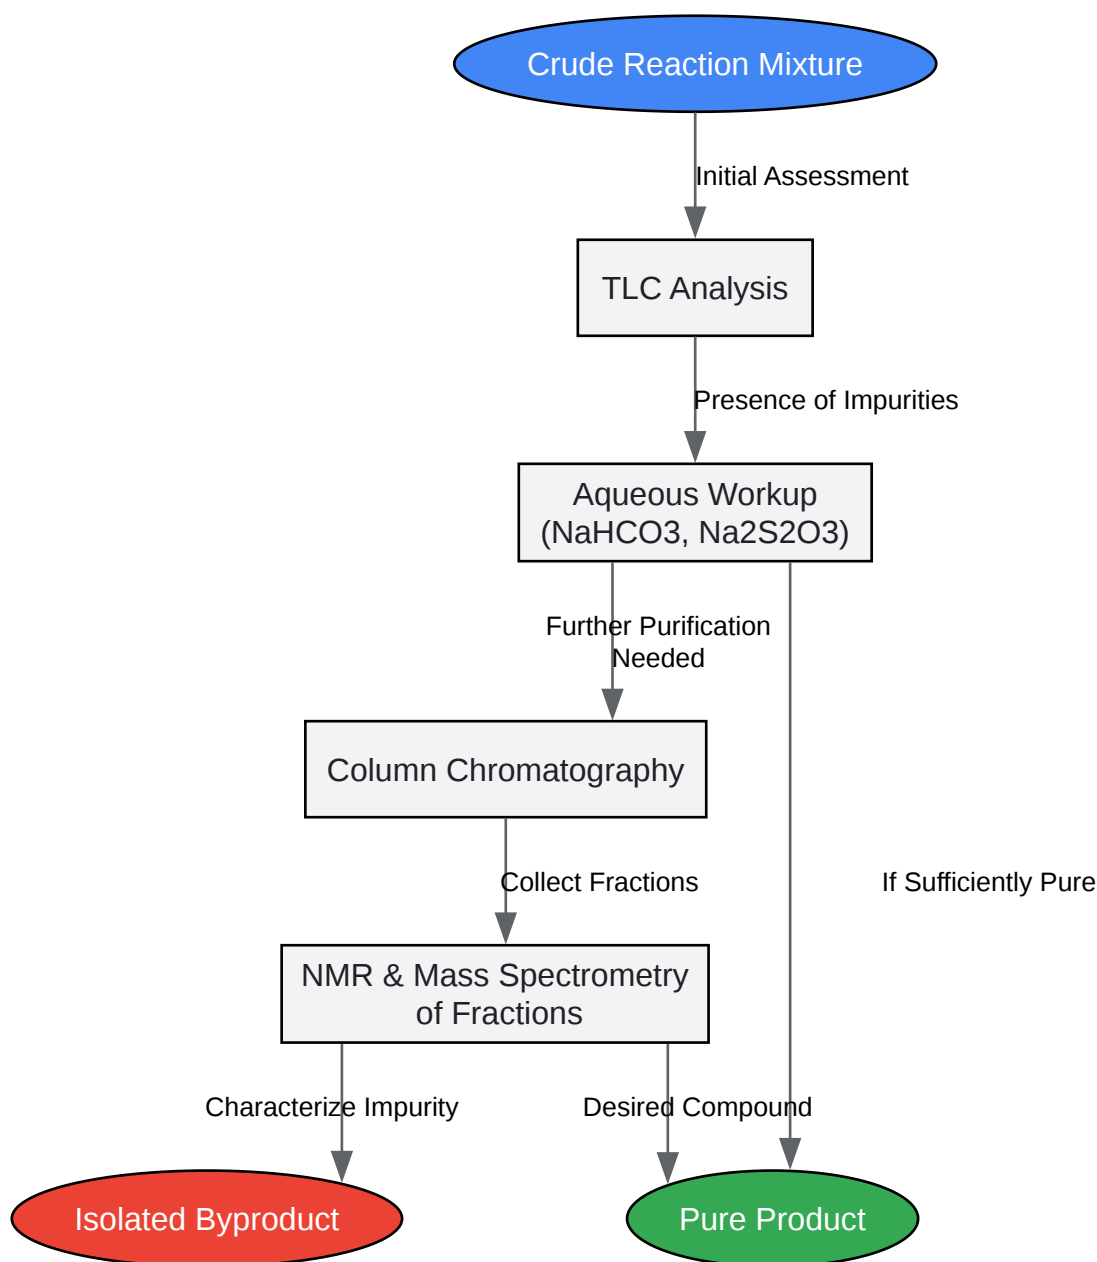 Crude Reaction Mixture
Initial Assessment
TLC Analysis
Presence of Impurities
Aqueous Workup
(NaHCO3, Na2S2O3)
Further Purification
Needed
Column Chromatography
Collect Fractions
If Sufficiently Pure
NMR & Mass Spectrometry
of Fractions
Characterize Impurity
Desired Compound
Isolated Byproduct
Pure Product